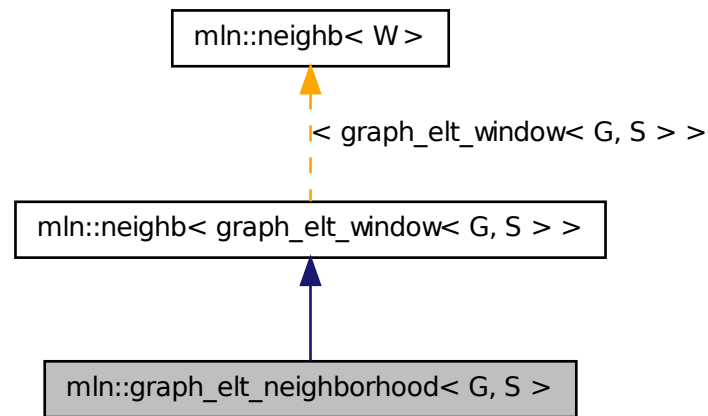 mln::neighb< W >
< graph_elt_window< G, S > >
mln::neighb< graph_elt_window< G, S > >
mln::graph_elt_neighborhood< G, S >